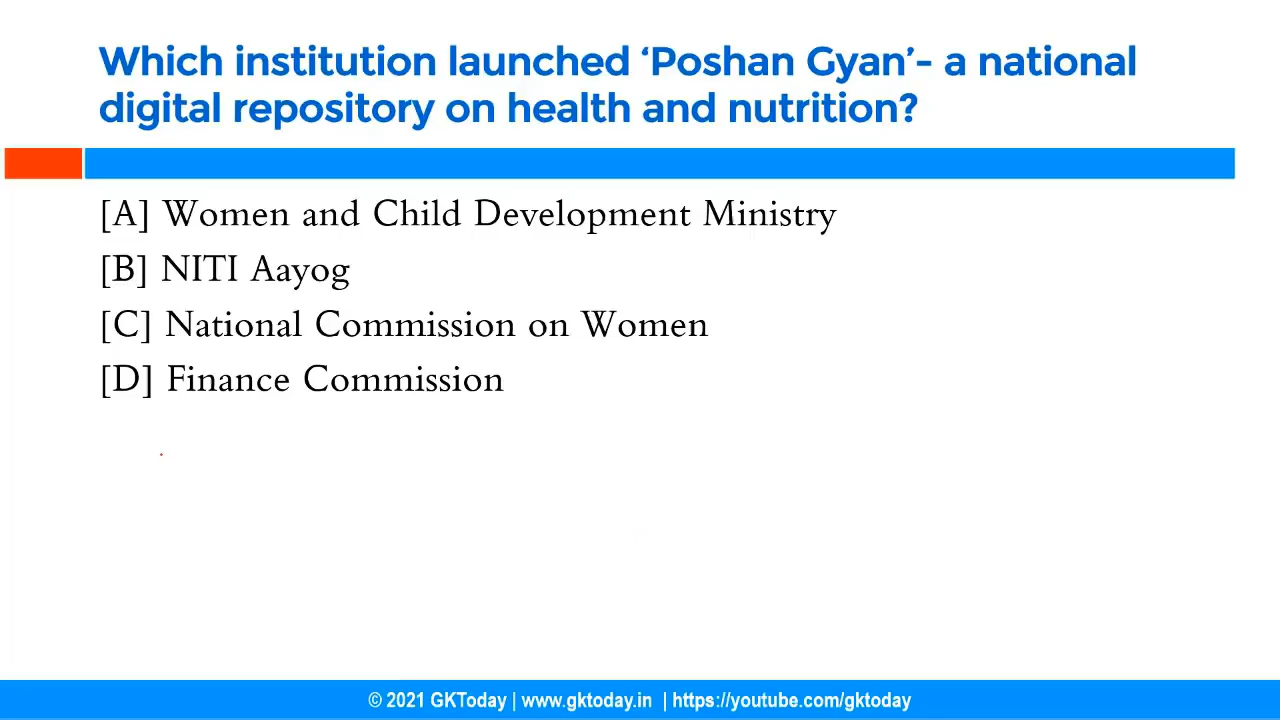 Which institution launched ‘Poshan Gyan’- a national
digital repository on health and nutrition?
[A] Women and Child Development Ministry
[B] NITI Aayog
[C] National Commission on Women
[D] Finance Commission
© 2021 GKToday | www.gktoday.in | https://youtube.com/gktoday